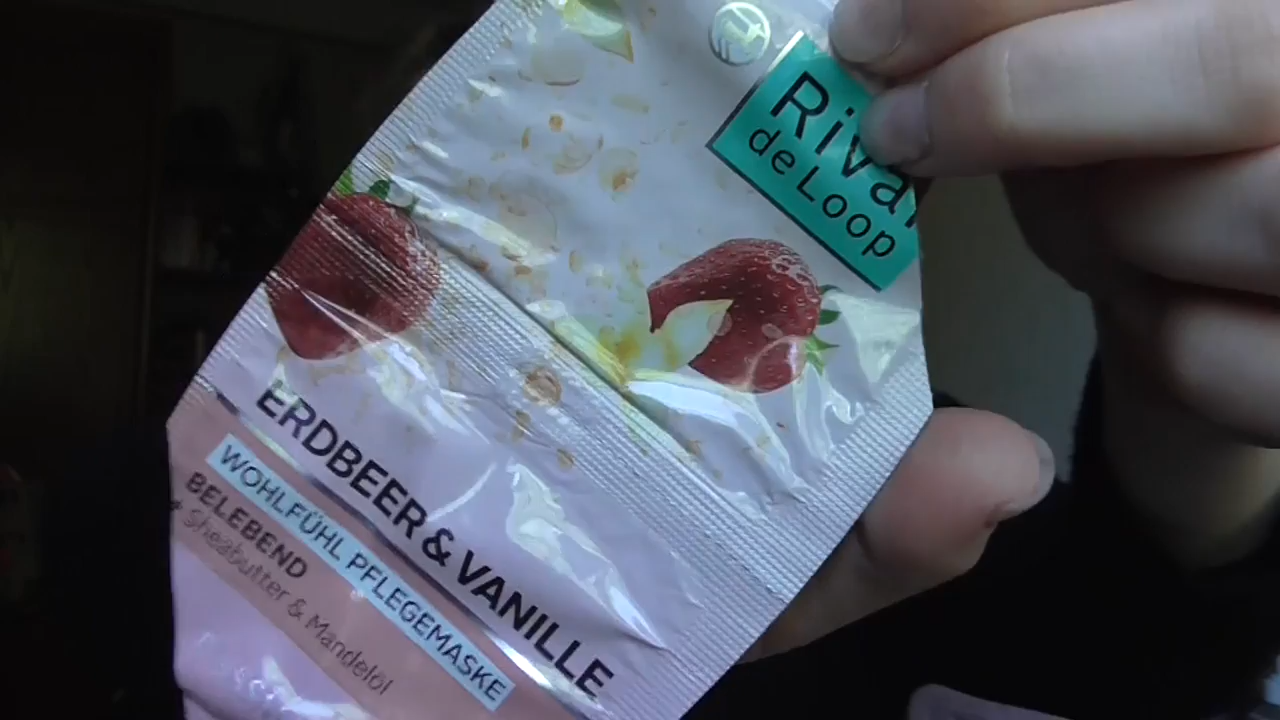 Rival
de Loop
ERDBEER & VANILLE
WOHLFÜHL PFLEGEMASKE
BELEBEND
Sheabutter & Mandelöl